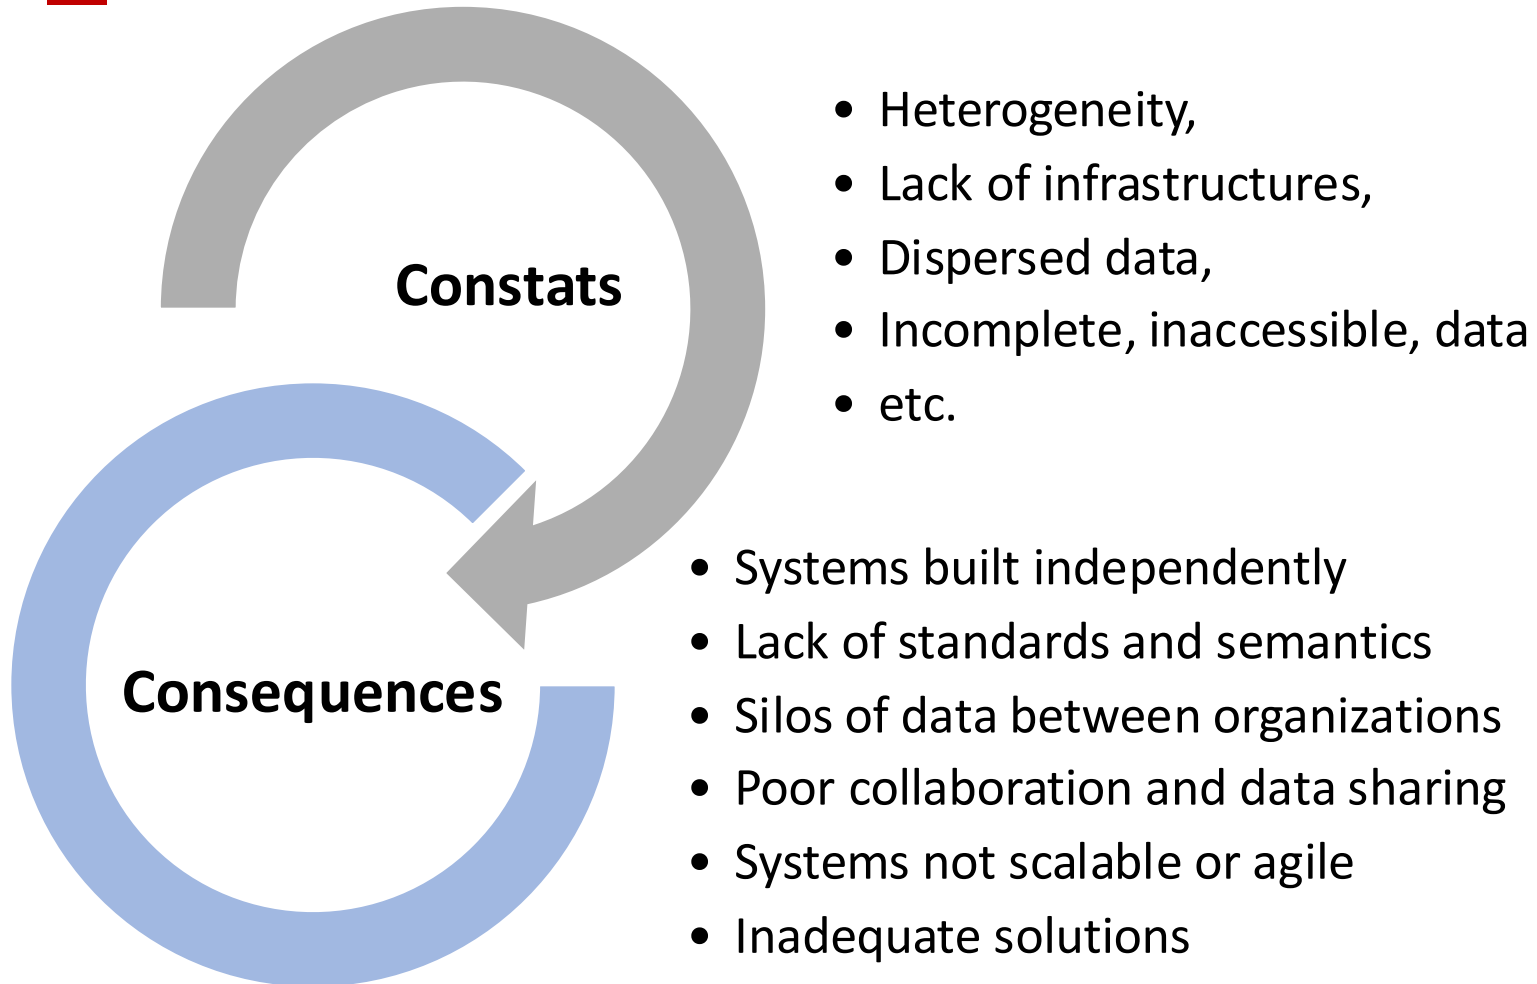 Constats
• Heterogeneity,
• Lack of infrastructures,
• Dispersed data,
• Incomplete, inaccessible, data
• etc.
Consequences
• Systems built independently
• Lack of standards and semantics
• Silos of data between organizations
• Poor collaboration and data sharing
• Systems not scalable or agile
• Inadequate solutions